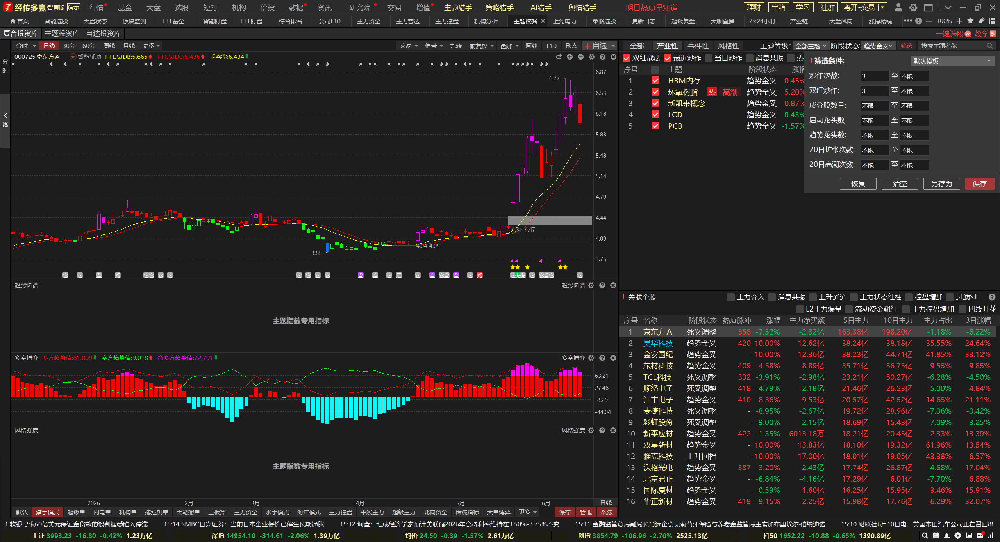 经传多赢 智尊版 演示 行情 基金 大盘 选股 短打 机构 价投 数据 资讯 研究院 交易 增值 主题猎手 策略猎手 AI猎手 舆情猎手 明日热点早知道 理财 宝箱 学习 社群 粤开-交易
首页 智能选股 大盘状态 板块监测 ETF基金 智能盯盘 ETF盯盘 综合排名 公司F10 主力资金 主力雷达 主力控盘 机构分析 主题挖掘 上海电力 策略选股 更新日志 超级复盘 大咖直播 7×24小时 产业链... 大盘风向 涨停棱镜 100%
复合投资库 主题投资库 自选投资库 一键选股 教学
分时 日线 30分 60分 周线 月线 更多 交易 信号 九转 前复权 叠加 画线 F10 形态 自选
000725 京东方A 智能辅助 HHJSJDB:5.665 HHJSJDC:5.436 乖离率:6.434
分时
K线
6.87
6.77→
6.53
6.18
5.83
5.48
5.14
4.79
4.44
4.31-4.47
4.09
4.04-4.05
3.85→
3.75
趋势图谱 趋势图谱
主题指数专用指标
多空博弈 多方趋势值:81.809 空方趋势值:9.018 净多方趋势值:72.791 多空博弈
63.21
27.46
-8.29
-44.04
风格强度 风格强度
主题指数专用指标
2026 2月 3月 4月 5月 6月 日线
默认 猎手模式 超级单 闪电单 机构单 拖拉机单 大笔撤单 三板斧 主力资金 水手模式 海洋模式 主力控盘 中线主力 超级主力 北向资金 传统指标 大单博弈 更多 保存 管理 战法
全部 产业性 事件性 风格性 主题等级: 全部主题 阶段状态: 趋势金叉 筛选 搜索主题名称
双红战法 最近炒作 当日炒作 消息共振
序号 主题 阶段状态 涨幅
1 HBM内存 趋势金叉 0.45%
2 环氧树脂 热 高潮 趋势金叉 5.20%
3 新凯来概念 趋势金叉 0.87%
4 LCD 趋势金叉 -0.43%
5 PCB 趋势金叉 -1.57%
筛选条件: 默认模板
炒作次数: 3 至 不限
双红炒作: 3 至 不限
成分股数量: 不限 至 不限
启动龙头数: 不限 至 不限
趋势龙头数: 不限 至 不限
20日扩张次数: 不限 至 不限
20日高潮次数: 不限 至 不限
恢复 清空 另存为 保存
关联个股 主力介入 消息共振 上升通道 主力状态红柱 控盘增加 过滤ST
L2主力爆量 流动资金翻红 主力控盘增加 四线开花
序号 名称 阶段状态 热度脉冲 涨幅 主力净买额 5日主力 10日主力 主力占比 3日涨幅
1 京东方A 死叉调整 358 -7.52% -2.32亿 163.38亿 198.20亿 -1.18% -6.22%
2 昊华科技 趋势金叉 420 10.00% 12.62亿 38.24亿 38.18亿 35.55% 24.64%
3 金安国纪 趋势金叉 - 10.00% 12.36亿 38.23亿 44.71亿 41.85% 33.12%
4 东材科技 趋势金叉 409 4.58% 8.89亿 35.71亿 56.75亿 9.55% 9.85%
5 TCL科技 死叉调整 332 -3.91% -2.98亿 23.21亿 50.27亿 -6.28% -4.50%
6 顺络电子 死叉调整 418 -4.79% -2.18亿 21.46亿 26.23亿 -5.00% 4.84%
7 江丰电子 趋势金叉 410 8.36% 9.53亿 20.57亿 42.52亿 14.65% 21.11%
8 麦捷科技 死叉调整 - -8.95% -2.67亿 19.72亿 28.96亿 -7.06% -0.42%
9 彩虹股份 死叉调整 - -9.00% -2.15亿 18.69亿 15.43亿 -7.09% -3.25%
10 新莱应材 趋势金叉 422 -1.35% 6013.18万 18.21亿 20.45亿 2.33% 13.39%
11 双星新材 趋势金叉 - 10.00% 13.83亿 18.10亿 19.32亿 61.96% 13.54%
12 雅克科技 上升回档 - 10.00% 17.00亿 18.01亿 19.05亿 43.38% 6.57%
13 沃格光电 趋势金叉 387 3.20% -2.43亿 17.74亿 26.87亿 -4.68% 17.04%
14 北京君正 趋势金叉 - -6.84% -4.16亿 17.29亿 6.01亿 -7.70% 6.88%
15 国际复材 趋势金叉 - -0.59% 1.60亿 16.25亿 15.95亿 3.46% 15.91%
16 华正新材 趋势金叉 419 9.15% 2.25亿 15.98亿 17.76亿 6.29% 32.07%
软银寻求60亿美元保证金贷款的谈判据悉陷入停滞 15:14 SMBC日兴证券：当前日本企业提价已催生长期通胀 15:12 调查：七成经济学家预计美联储2026年会将利率维持在3.50%-3.75%不变 15:11 金融监管总局副局长肖远企会见葡萄牙保险与养老金监管局主席加布里埃尔·伯纳迪诺 15:10 财联社6月10日电，美国本田汽车公司正在召回
上证 3993.23 -16.80 -0.42% 1.23万亿 深指 14954.10 -314.61 -2.06% 1.39万亿 均价 24.50 -0.39 -1.57% 2.61万亿 创指 3854.79 -106.96 -2.70% 2525.13亿 科50 1652.22 -10.88 -0.65% 1390.89亿